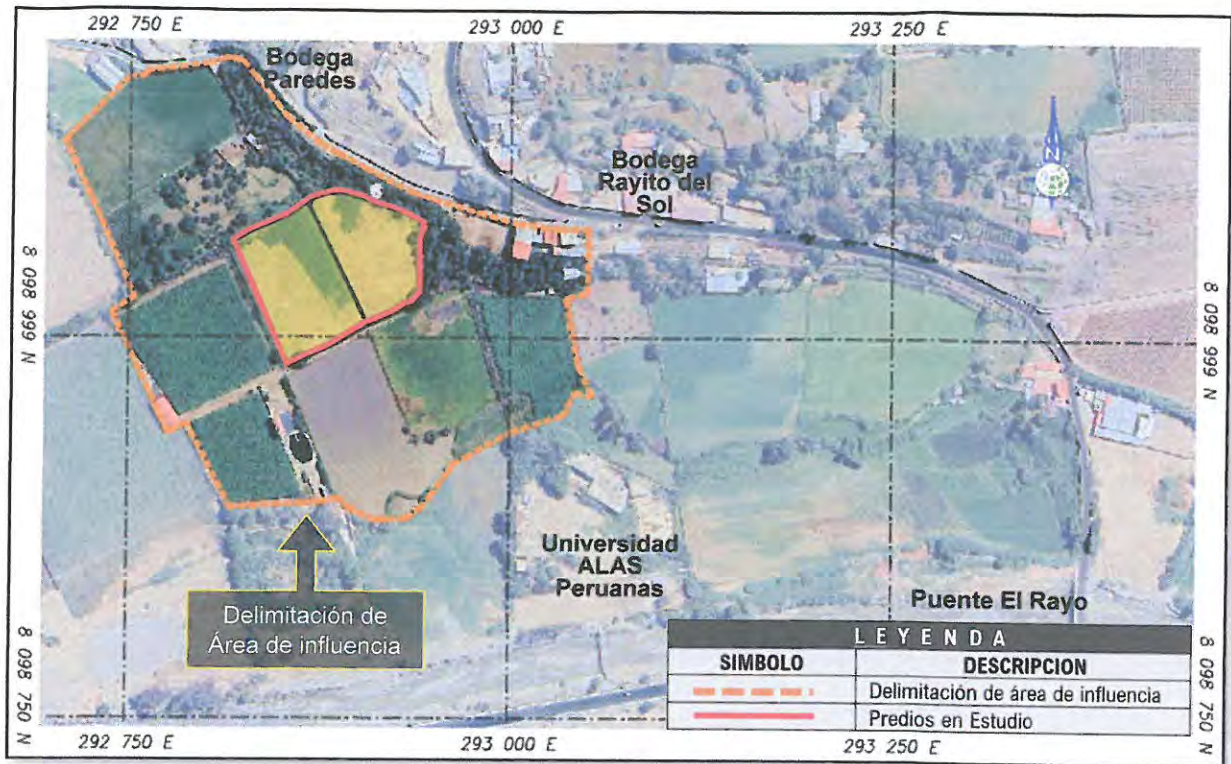 292 750 E
293 000 E
293 250 E
Bodega
Paredes
Bodega
Rayito del
Sol
8 098 999 N
8 098 999 N
Universidad
ALAS
Peruanas
Puente El Rayo
Delimitación de
Área de influencia
8 098 750 N
8 098 750 N
LEYENDA
SIMBOLO DESCRIPCION
Delimitación de área de influencia
Predios en Estudio
292 750 E
293 000 E
293 250 E